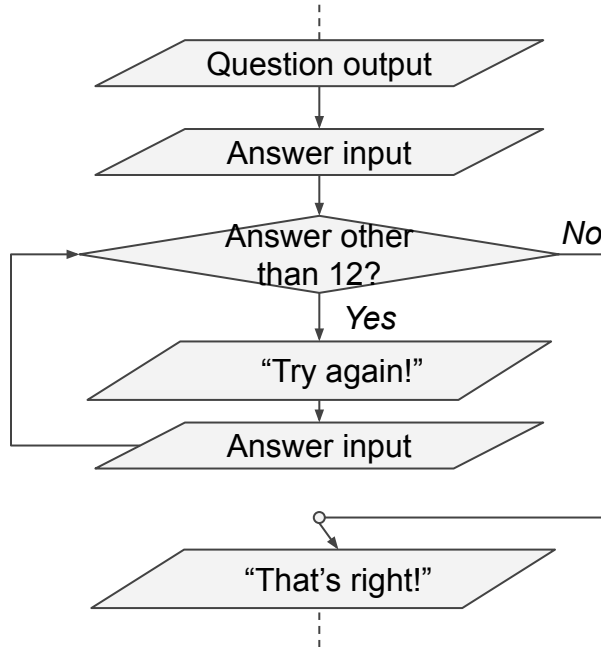 Question output
Answer input
Answer other
than 12?
No
Yes
“Try again!”
Answer input
“That’s right!”